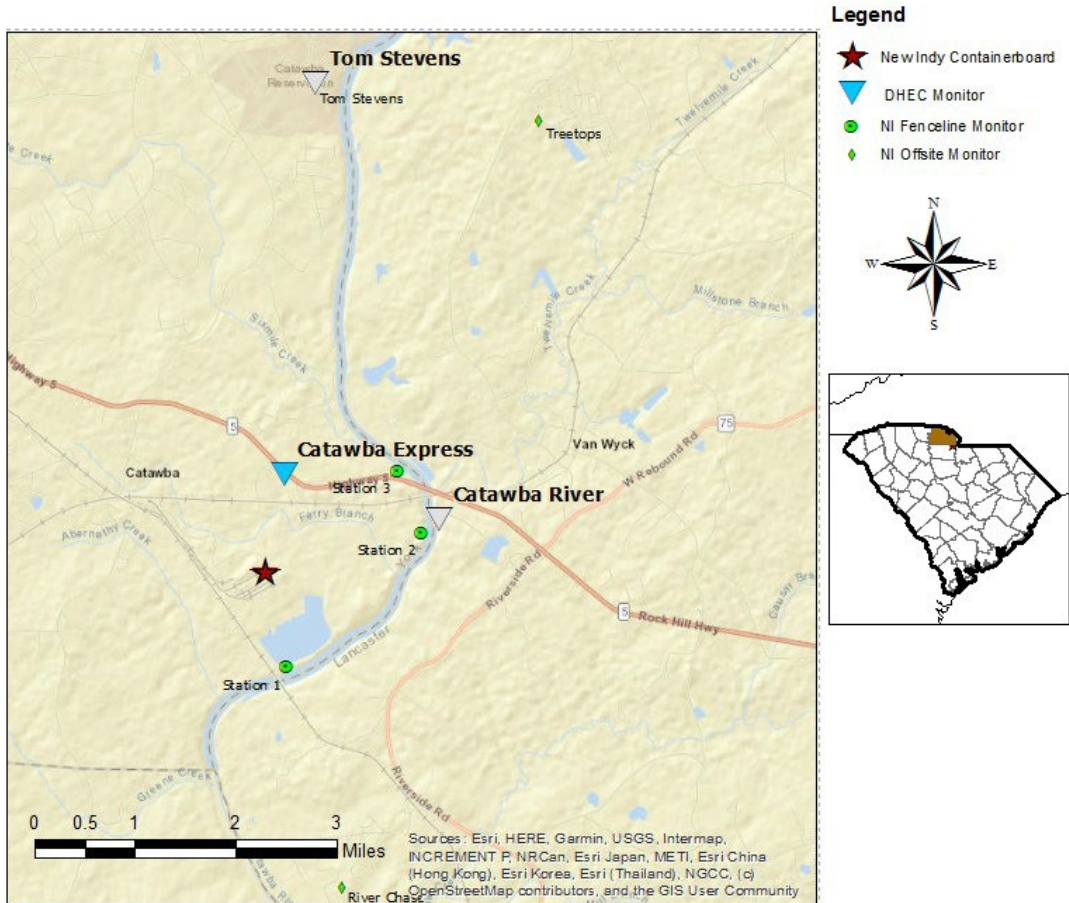 Legend
New Indy Containerboard
DHEC Monitor
NI Fenceline Monitor
NI Offsite Monitor
N
W
E
S
Tom Stevens
Catawba
Tom Stevens
Treetops
Twelvemile Creek
Sixmile Creek
Twelvemile Creek
Millstone Branch
Highway 5
5
75
Catawba Express
Van Wyck
W Rebound Rd
Catawba
Highway 5
Station 3
Catawba River
Ferry Branch
Abernathy Creek
Station 2
York
Riverside Rd
5
Rock Hill Hwy
Lancaster
Station 1
Greene Creek
Riverside Rd
0 0.5 1 2 3
Miles
River Chase
Sources: Esri, HERE, Garmin, USGS, Intermap,
INCREMENT P, NRCan, Esri Japan, METI, Esri China
(Hong Kong), Esri Korea, Esri (Thailand), NGCC, (c)
OpenStreetMap contributors, and the GIS User Community